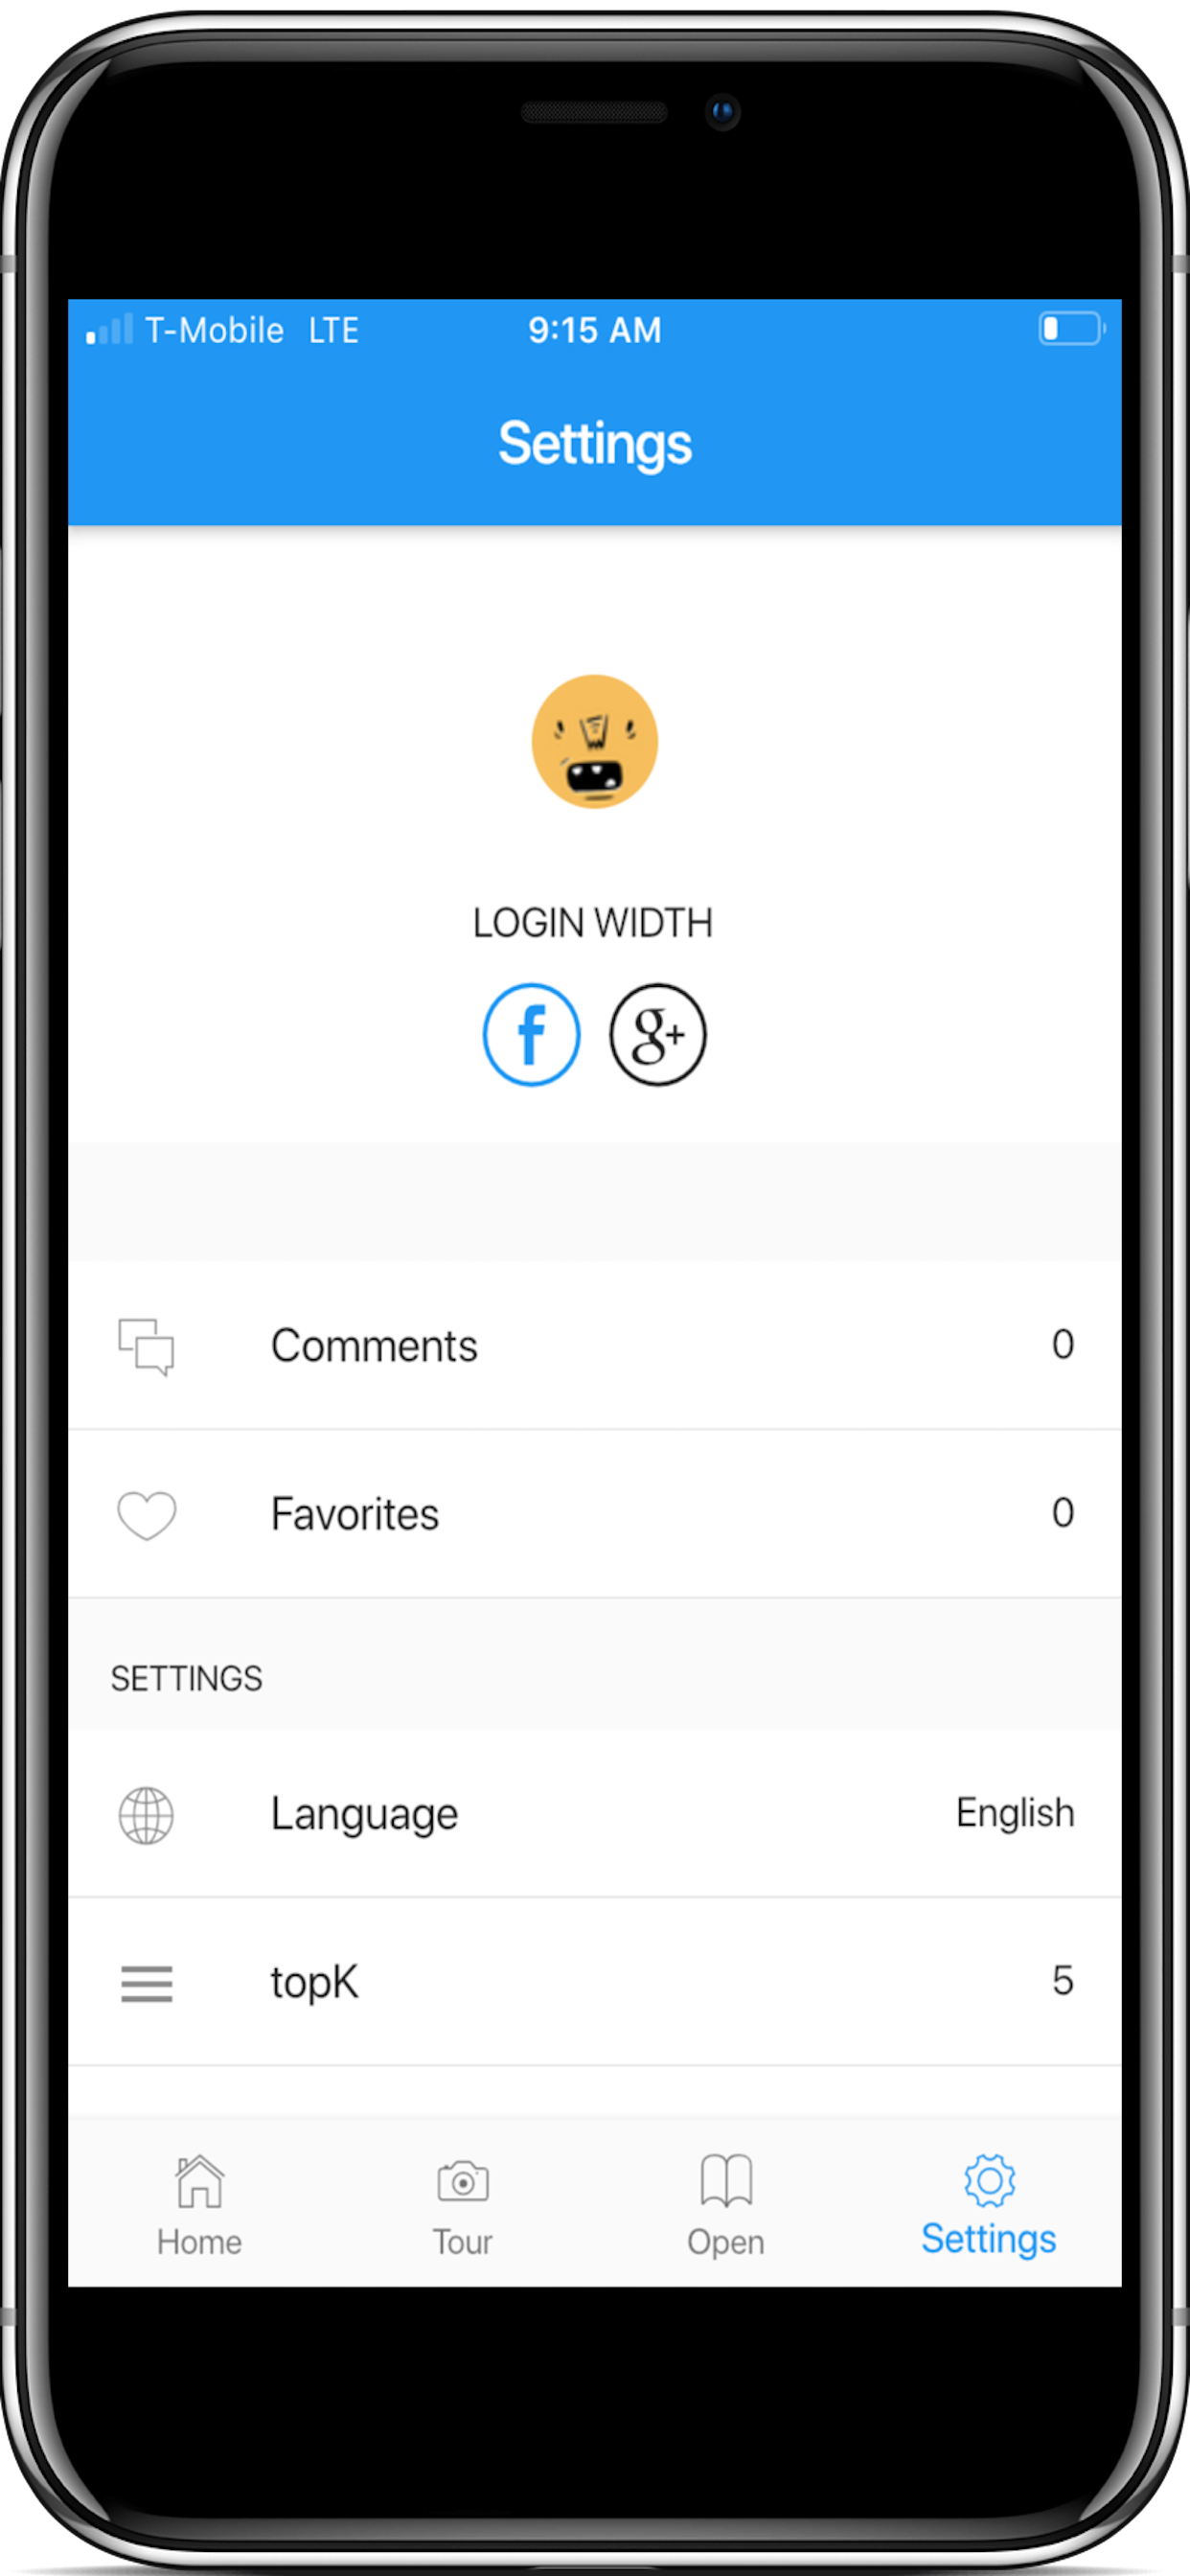 T-Mobile LTE 9:15 AM
Settings
LOGIN WIDTH
f g+
Comments 0
Favorites 0
SETTINGS
Language English
topK 5
Home Tour Open Settings